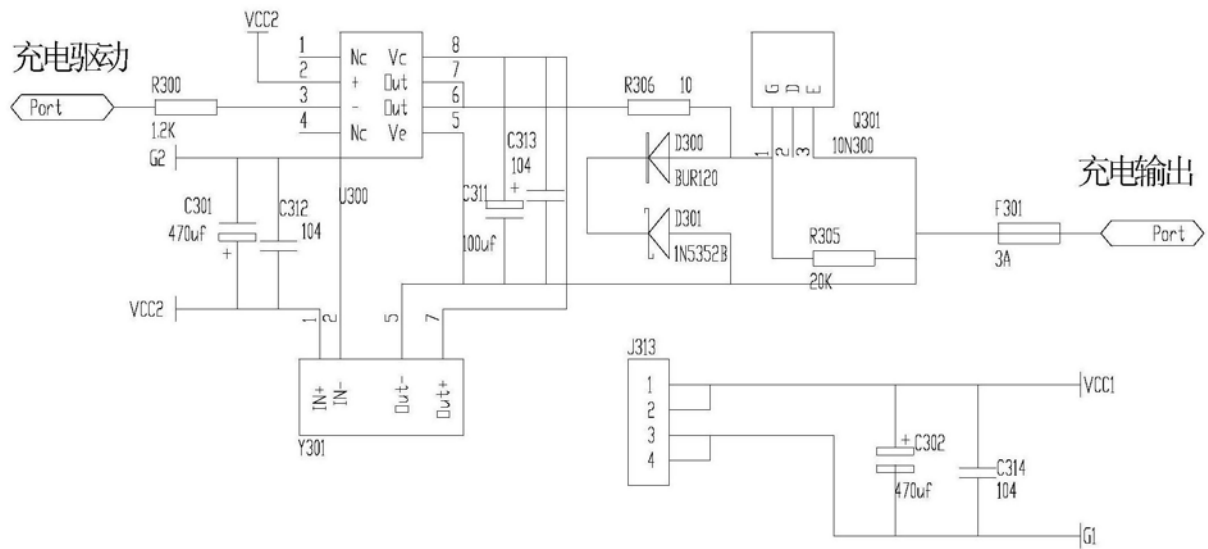 充电驱动
Port
R300
1.2K
VCC2
1
2
3
4
Nc
+
-
Nc
Vc
Out
Out
Ve
8
7
6
5
U300
G2
C301
470uf
+
C312
104
VCC2
C311
+
100uf
C313
104
1
2
5
7
IN+
IN-
Out-
Out+
Y301
R306
10
D300
BUR120
D301
1N5352B
G
D
E
1
2
3
Q301
10N300
R305
20K
充电输出
F301
3A
Port
J313
1
2
3
4
VCC1
+
C302
470uf
C314
104
G1